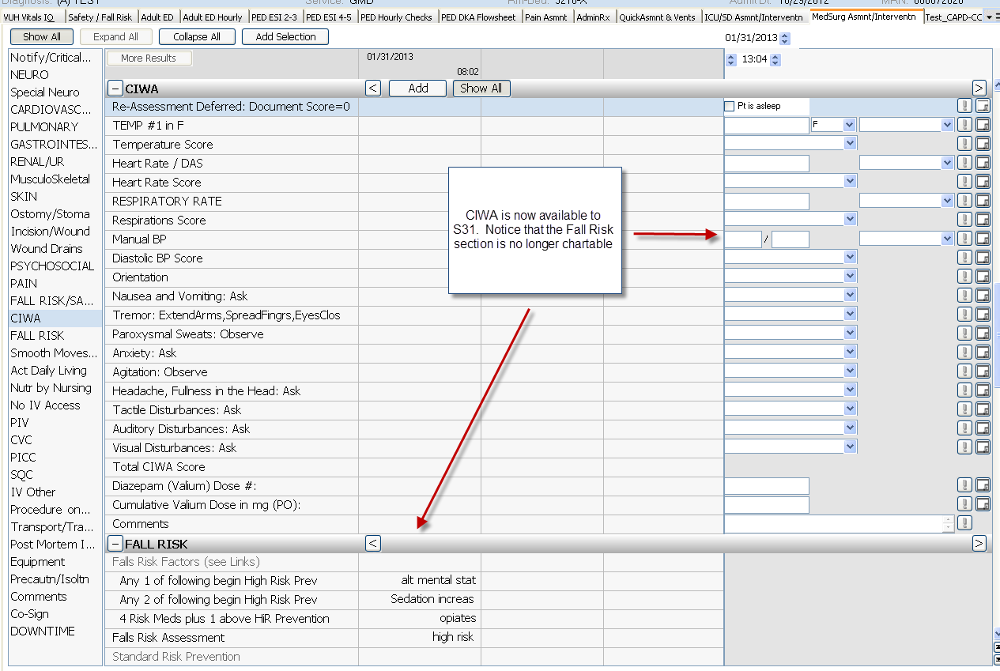 Diagnosis: (A) TEST Service: GMD Rm-Bed: Admit Dt: 10/29/2012 MRN:
VUH Vitals IO Safety / Fall Risk Adult ED Adult ED Hourly PED ESI 2-3 PED ESI 4-5 PED Hourly Checks PED DKA Flowsheet Pain Asmnt AdminRx QuickAsmnt & Vents ICU/SD Asmnt/Interventn MedSurg Asmnt/Interventn Test_CAPD-CC
Show All Expand All Collapse All Add Selection
01/31/2013
13:04
Notify/Critical...
NEURO
Special Neuro
CARDIOVASC...
PULMONARY
GASTROINTES...
RENAL/UR
MusculoSkeletal
SKIN
Ostomy/Stoma
Incision/Wound
Wound Drains
PSYCHOSOCIAL
PAIN
FALL RISK/SA...
CIWA
FALL RISK
Smooth Moves...
Act Daily Living
Nutr by Nursing
No IV Access
PIV
CVC
PICC
SQC
IV Other
Procedure on...
Transport/Tra...
Post Mortem I...
Equipment
Precautn/Isoltn
Comments
Co-Sign
DOWNTIME
More Results 01/31/2013
08:02
CIWA < Add Show All >
Re-Assessment Deferred: Document Score=0 Pt is asleep
TEMP #1 in F F
Temperature Score
Heart Rate / DAS
Heart Rate Score
RESPIRATORY RATE
Respirations Score
Manual BP /
Diastolic BP Score
Orientation
Nausea and Vomiting: Ask
Tremor: ExtendArms,SpreadFingrs,EyesClos
Paroxysmal Sweats: Observe
Anxiety: Ask
Agitation: Observe
Headache, Fullness in the Head: Ask
Tactile Disturbances: Ask
Auditory Disturbances: Ask
Visual Disturbances: Ask
Total CIWA Score
Diazepam (Valium) Dose #:
Cumulative Valium Dose in mg (PO):
Comments
CIWA is now available to
S31. Notice that the Fall Risk
section is no longer chartable
FALL RISK < >
Falls Risk Factors (see Links)
Any 1 of following begin High Risk Prev alt mental stat
Any 2 of following begin High Risk Prev Sedation increas
4 Risk Meds plus 1 above HiR Prevention opiates
Falls Risk Assessment high risk
Standard Risk Prevention